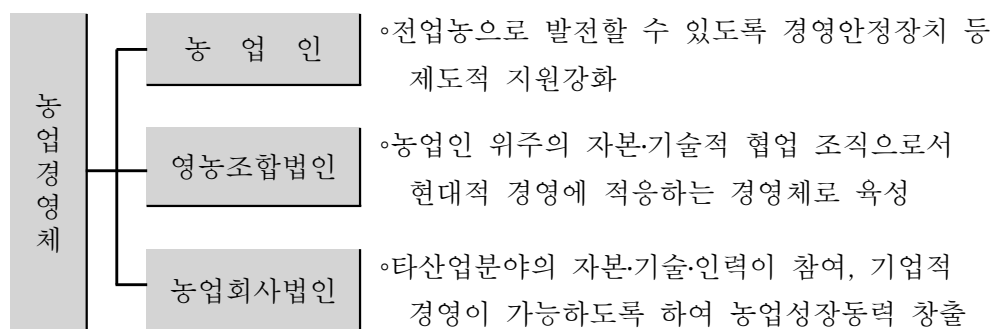 농업경영체
농 업 인
◦전업농으로 발전할 수 있도록 경영안정장치 등
제도적 지원강화
영농조합법인
◦농업인 위주의 자본·기술적 협업 조직으로서
현대적 경영에 적응하는 경영체로 육성
농업회사법인
◦타산업분야의 자본·기술·인력이 참여, 기업적
경영이 가능하도록 하여 농업성장동력 창출